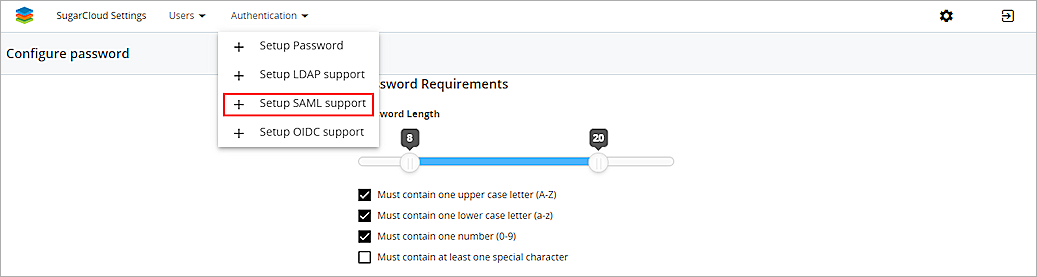 SugarCloud Settings Users Authentication
Configure password
+ Setup Password
+ Setup LDAP support
+ Setup SAML support
+ Setup OIDC support
sword Requirements
word Length
8 20
Must contain one upper case letter (A-Z)
Must contain one lower case letter (a-z)
Must contain one number (0-9)
Must contain at least one special character